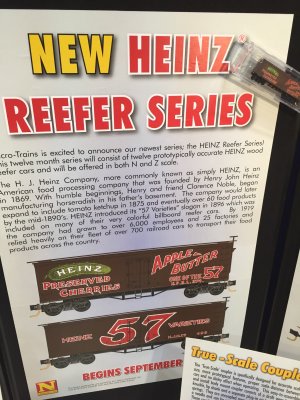 NEW HEINZ®
REEFER SERIES
cro-Trains is excited to announce our newest series; the HEINZ Reefer Series!
his twelve month series will consist of twelve prototypically accurate HEINZ wood
eefer cars and will be offered in both N and Z scale.
The H. J. Heinz Company, more commonly known as simply HEINZ, is an
American food processing company that was founded by Henry John Heinz
in 1869. With humble beginnings, Henry and friend Clarence Noble, began
manufacturing horseradish in his father's basement. The company would later
expand to include tomato ketchup in 1875 and eventually over 60 food products
by the mid-1890's. HEINZ introduced its "57 Varieties" slogan in 1896 which was
included on many of their very colorful billboard reefer cars. By 1919
the company had grown to over 6,000 employees and 25 factories and
relied heavily on their fleet of over 700 railroad cars to transport their food
products across the country.
HEINZ
PRESERVED
CHERRIES
APPLE
BUTTER
ONE OF THE 57
HEINZ 57 VARIETIES
BEGINS SEPTEMBER
N
True-Scale Coupl